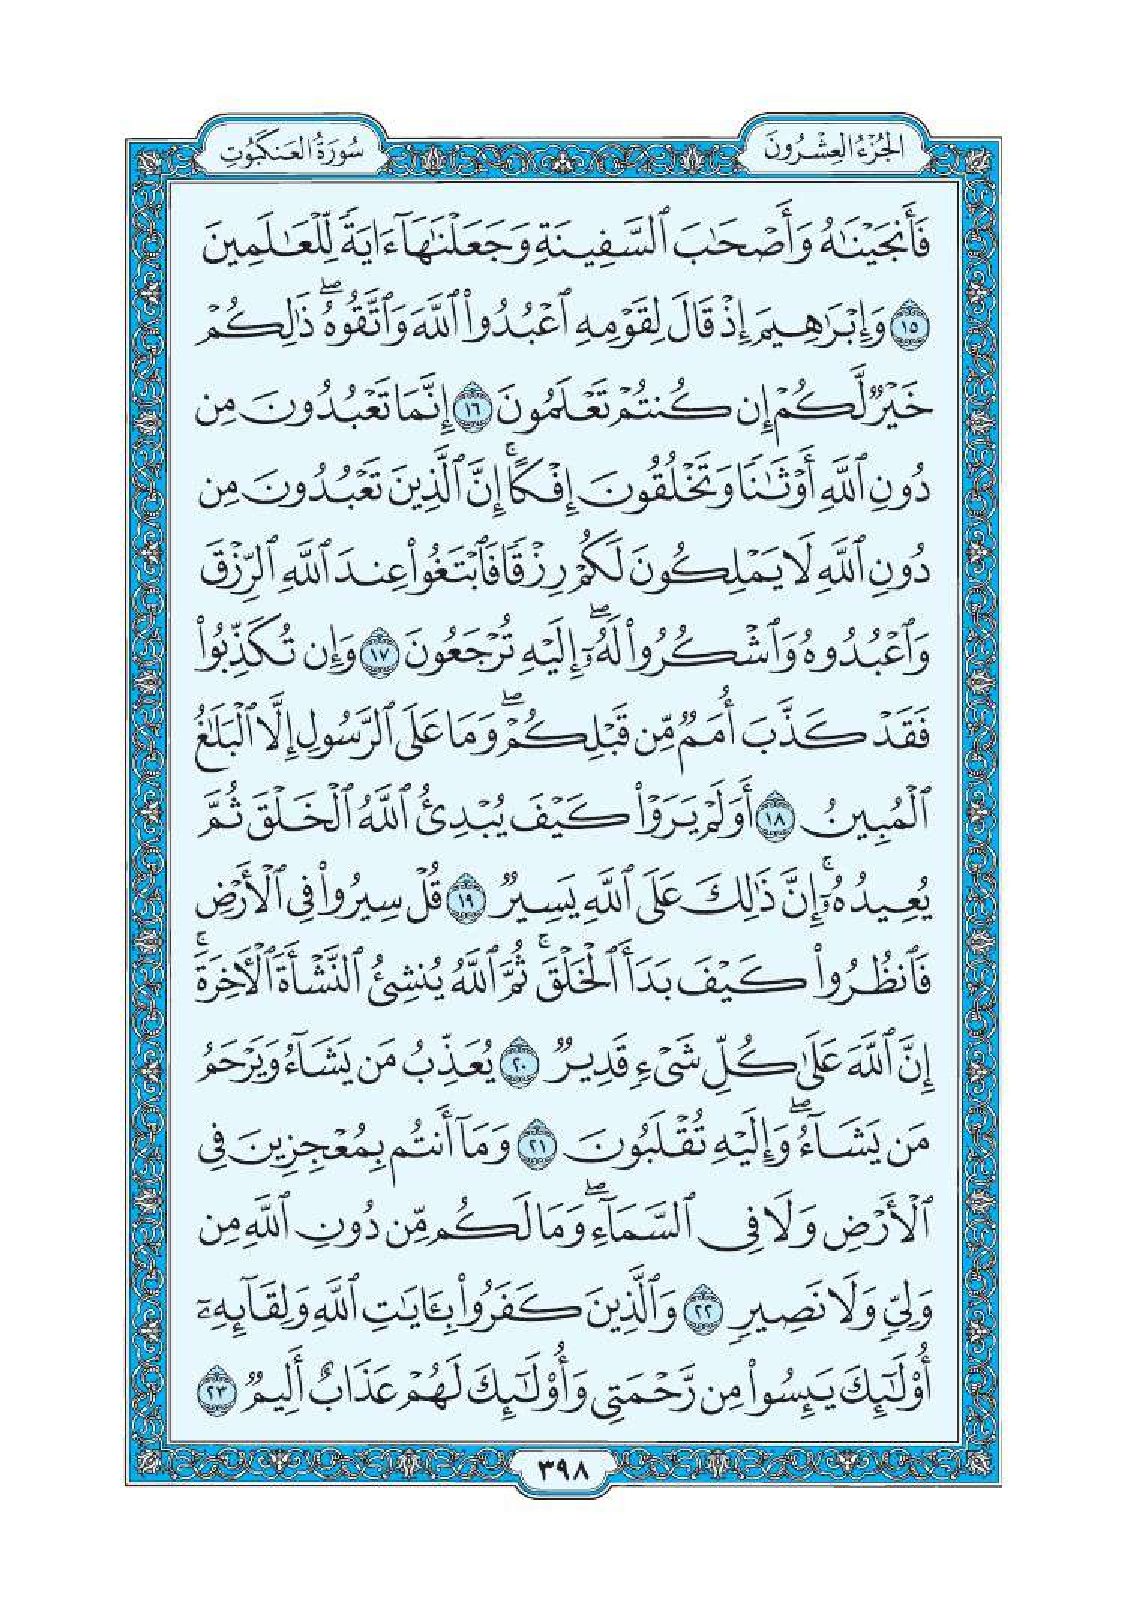 الجُزْءُ العِشْرُونَ
سُورَةُ العَنكَبُوتِ
فَأَنجَيْنَٰهُ وَأَصْحَٰبَ ٱلسَّفِينَةِ وَجَعَلْنَٰهَآ ءَايَةً لِّلْعَٰلَمِينَ
١٥ وَإِبْرَٰهِيمَ إِذْ قَالَ لِقَوْمِهِ ٱعْبُدُواْ ٱللَّهَ وَٱتَّقُوهُۖ ذَٰلِكُمْ
خَيْرٌ لَّكُمْ إِن كُنتُمْ تَعْلَمُونَ ١٦ إِنَّمَا تَعْبُدُونَ مِن
دُونِ ٱللَّهِ أَوْثَٰنًا وَتَخْلُقُونَ إِفْكًاۚ إِنَّ ٱلَّذِينَ تَعْبُدُونَ مِن
دُونِ ٱللَّهِ لَا يَمْلِكُونَ لَكُمْ رِزْقًا فَٱبْتَغُواْ عِندَ ٱللَّهِ ٱلرِّزْقَ
وَٱعْبُدُوهُ وَٱشْكُرُواْ لَهُۥٓۖ إِلَيْهِ تُرْجَعُونَ ١٧ وَإِن تُكَذِّبُواْ
فَقَدْ كَذَّبَ أُمَمٌ مِّن قَبْلِكُمْۖ وَمَا عَلَى ٱلرَّسُولِ إِلَّا ٱلْبَلَٰغُ
ٱلْمُبِينُ ١٨ أَوَلَمْ يَرَوْاْ كَيْفَ يُبْدِئُ ٱللَّهُ ٱلْخَلْقَ ثُمَّ
يُعِيدُهُۥٓۚ إِنَّ ذَٰلِكَ عَلَى ٱللَّهِ يَسِيرٌ ١٩ قُلْ سِيرُواْ فِى ٱلْأَرْضِ
فَٱنظُرُواْ كَيْفَ بَدَأَ ٱلْخَلْقَۚ ثُمَّ ٱللَّهُ يُنشِئُ ٱلنَّشْأَةَ ٱلْأٓخِرَةَۚ
إِنَّ ٱللَّهَ عَلَىٰ كُلِّ شَىْءٍ قَدِيرٌ ٢٠ يُعَذِّبُ مَن يَشَآءُ وَيَرْحَمُ
مَن يَشَآءُۖ وَإِلَيْهِ تُقْلَبُونَ ٢١ وَمَآ أَنتُم بِمُعْجِزِينَ فِى
ٱلْأَرْضِ وَلَا فِى ٱلسَّمَآءِۖ وَمَا لَكُم مِّن دُونِ ٱللَّهِ مِن
وَلِىٍّ وَلَا نَصِيرٍ ٢٢ وَٱلَّذِينَ كَفَرُواْ بِـَٔايَٰتِ ٱللَّهِ وَلِقَآئِهِۦٓ
أُوْلَٰٓئِكَ يَئِسُواْ مِن رَّحْمَتِى وَأُوْلَٰٓئِكَ لَهُمْ عَذَابٌ أَلِيمٌ ٢٣
٣٩٨